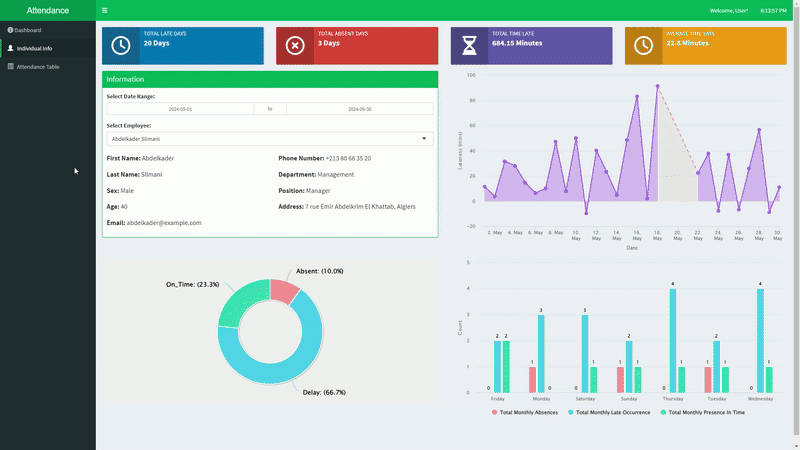 Attendance
Welcome, User!
6:13:57 PM
Dashboard
Individual Info
Attendance Table
TOTAL LATE DAYS
20 Days
TOTAL ABSENT DAYS
3 Days
TOTAL TIME LATE
684.15 Minutes
AVERAGE TIME LATE
22.8 Minutes
Information
Select Date Range:
2024-05-01 to 2024-05-30
Select Employee:
Abdelkader Slimani
First Name: Abdelkader
Phone Number: +213 80 68 35 20
Last Name: Slimani
Department: Management
Sex: Male
Position: Manager
Age: 40
Address: 7 rue Emir Abdelkrim El Khattab, Algiers
Email: abdelkader@example.com
Lateness (mins)
100
80
60
40
20
0
-20
2. May
4. May
6. May
8. May
10. May
12. May
14. May
16. May
18. May
20. May
22. May
24. May
26. May
28. May
30. May
Date
Absent: (10.0%)
On_Time: (23.3%)
Delay: (66.7%)
Count
5
4
3
2
1
0
0 2 2
1 3 0
0 3 1
1 2 1
0 4 1
1 2 1
0 4 1
Friday
Monday
Saturday
Sunday
Thursday
Tuesday
Wednesday
Total Monthly Absences
Total Monthly Late Occurrence
Total Monthly Presence In Time